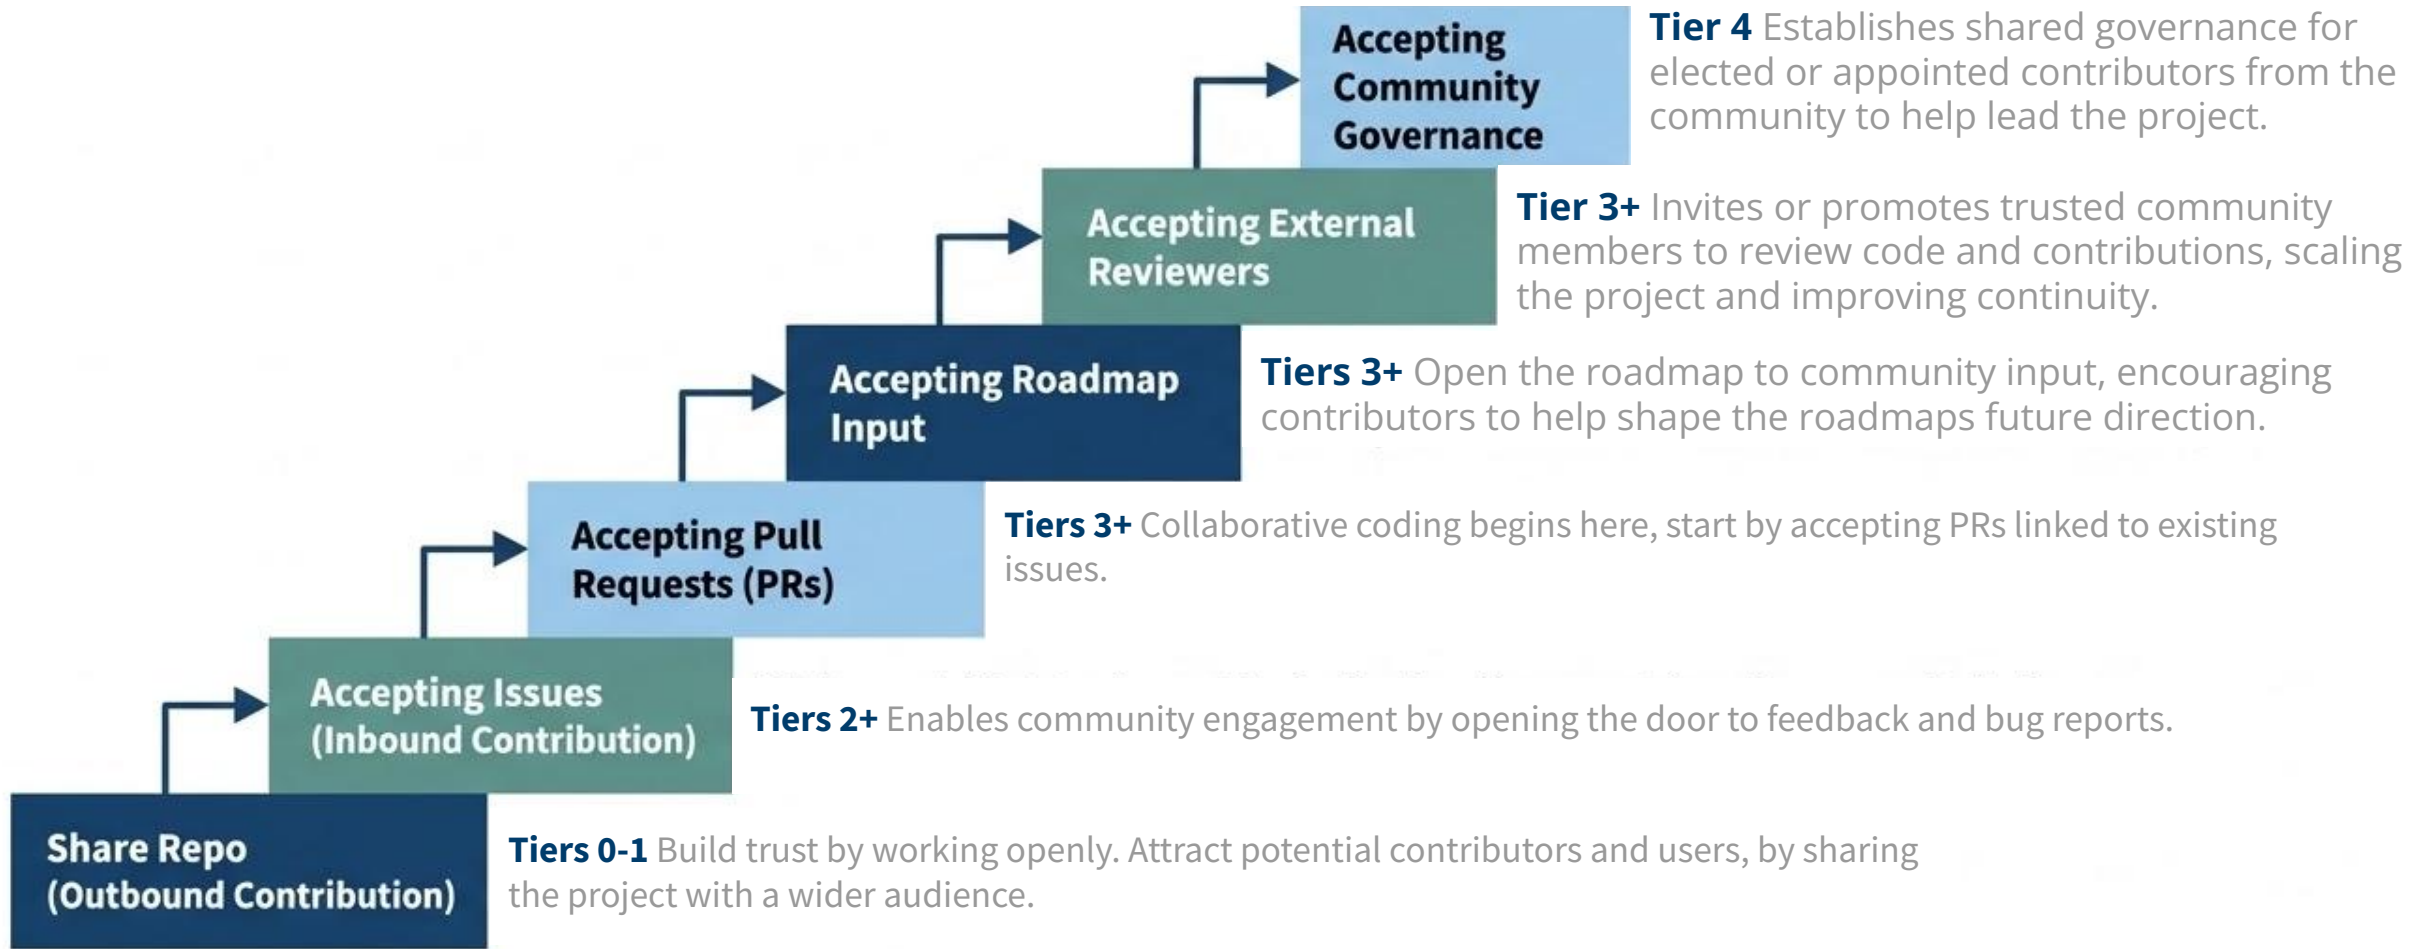 Accepting
Community
Governance
Tier 4 Establishes shared governance for
elected or appointed contributors from the
community to help lead the project.
Accepting External
Reviewers
Tier 3+ Invites or promotes trusted community
members to review code and contributions, scaling
the project and improving continuity.
Accepting Roadmap
Input
Tiers 3+ Open the roadmap to community input, encouraging
contributors to help shape the roadmaps future direction.
Accepting Pull
Requests (PRs)
Tiers 3+ Collaborative coding begins here, start by accepting PRs linked to existing
issues.
Accepting Issues
(Inbound Contribution)
Tiers 2+ Enables community engagement by opening the door to feedback and bug reports.
Share Repo
(Outbound Contribution)
Tiers 0-1 Build trust by working openly. Attract potential contributors and users, by sharing
the project with a wider audience.